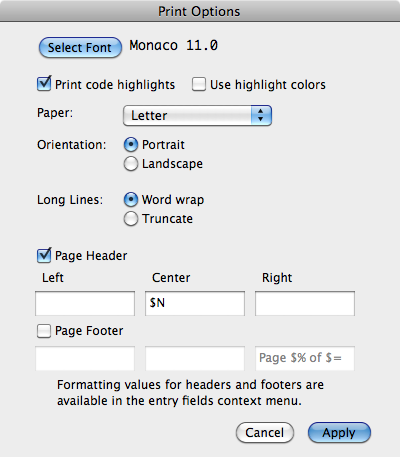 Print Options
Select Font Monaco 11.0
Print code highlights Use highlight colors
Paper: Letter
Orientation: Portrait
Landscape
Long Lines: Word wrap
Truncate
Page Header
Left Center Right
$N
Page Footer
Page $% of $=
Formatting values for headers and footers are
available in the entry fields context menu.
Cancel Apply